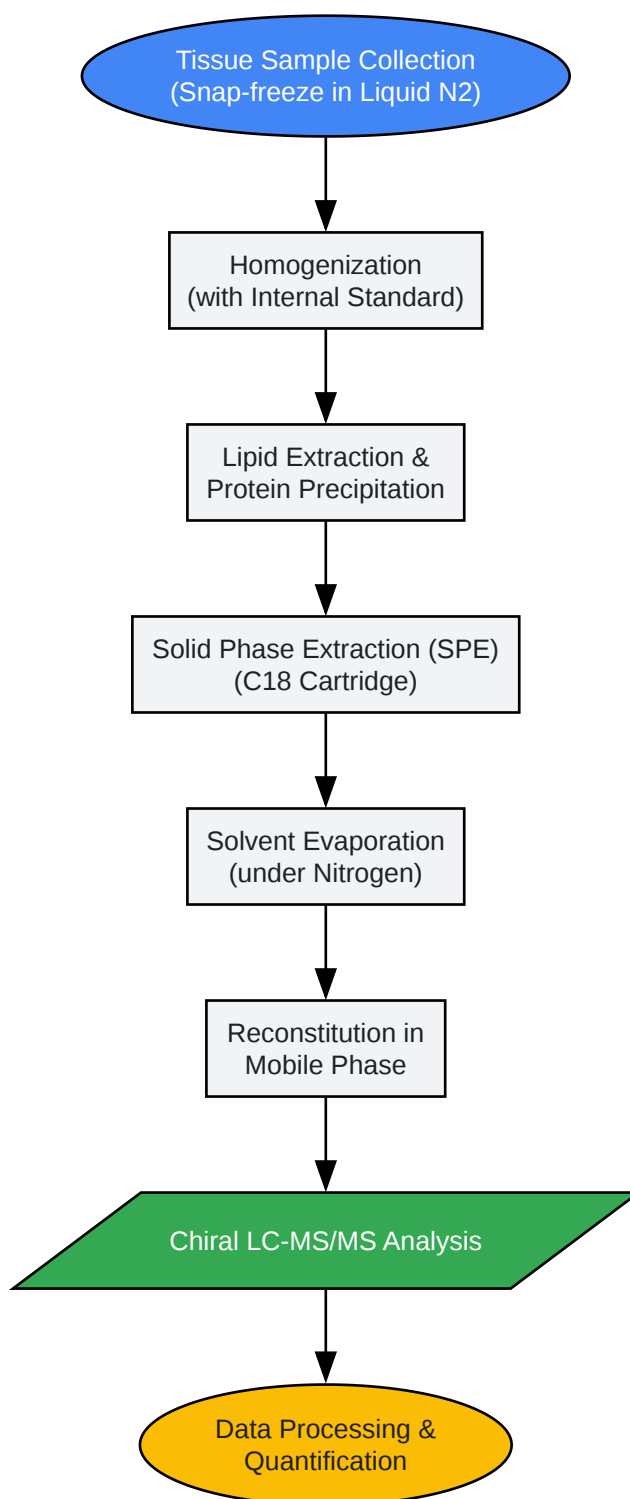 Tissue Sample Collection
(Snap-freeze in Liquid N2)
Homogenization
(with Internal Standard)
Lipid Extraction &
Protein Precipitation
Solid Phase Extraction (SPE)
(C18 Cartridge)
Solvent Evaporation
(under Nitrogen)
Reconstitution in
Mobile Phase
Chiral LC-MS/MS Analysis
Data Processing &
Quantification